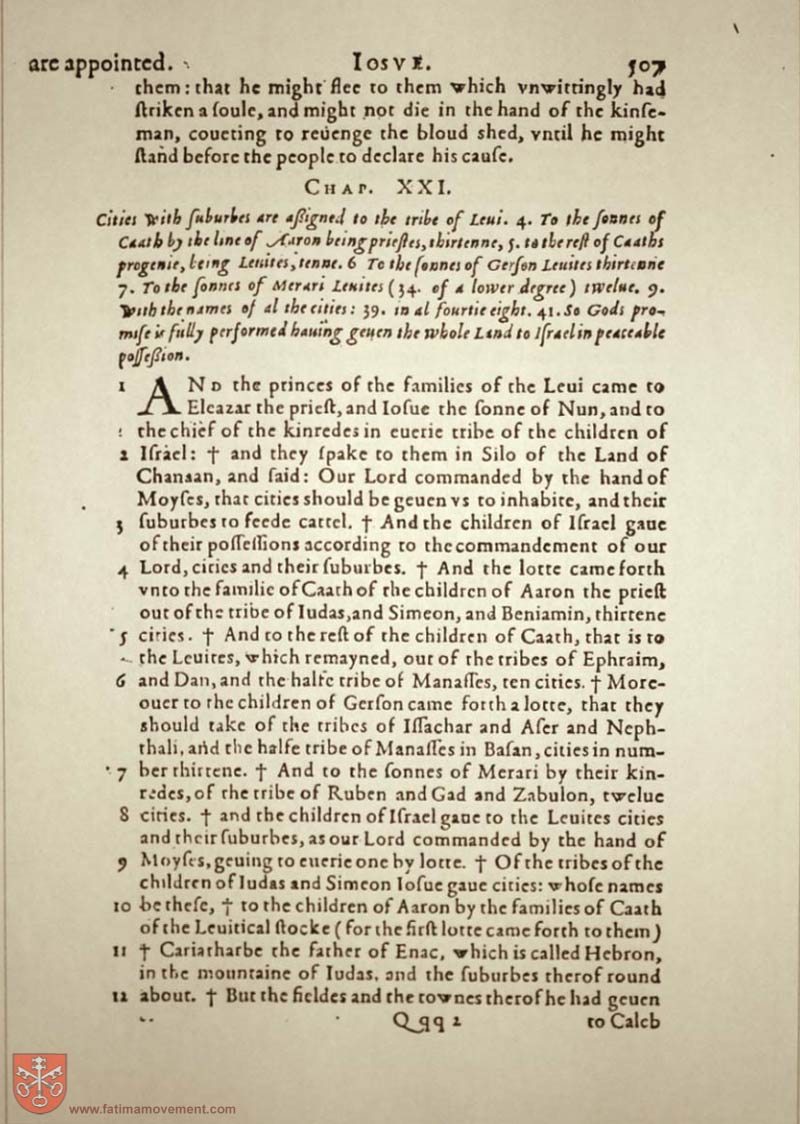 are appointed. Iosve. 507
them: that he might flee to them which vnwittingly had
ſtriken a ſoule, and might not die in the hand of the kinſe-
man, coueting to reuenge the bloud shed, vntil he might
ſtand before the people to declare his cauſe.
Chap. XXI.
Cities with ſuburbes are aſsigned to the tribe of Leui. 4. To the ſonnes of
Caath by the line of Aaron being prieſtes, thirtenne, 5. to the reſt of Caaths
progenie, being Leuites, tenne. 6 To the ſonnes of Gerſon Leuites thirtenne
7. To the ſonnes of Merari Leuites (34. of a lower degree) twelue. 9.
With the names of al the cities: 39. in al fourtie eight. 41. So Gods pro-
miſe is fully performed hauing geuen the whole Land to Iſrael in peaceable
poſſeſsion.
1 AND the princes of the families of the Leui came to
Eleazar the prieſt, and Ioſue the ſonne of Nun, and to
the chief of the kinredes in euerie tribe of the children of
2 Iſrael: † and they ſpake to them in Silo of the Land of
Chanaan, and ſaid: Our Lord commanded by the hand of
Moyſes, that cities should be geuen vs to inhabite, and their
3 ſuburbes to feede cattel. † And the children of Iſrael gaue
of their poſſeſſions according to the commandement of our
4 Lord, cities and their ſuburbes. † And the lotte came forth
vnto the familie of Caath of the children of Aaron the prieſt
out of the tribe of Iudas, and Simeon, and Beniamin, thirtene
5 cities. † And to the reſt of the children of Caath, that is to
the Leuites, which remayned, out of the tribes of Ephraim,
6 and Dan, and the halfe tribe of Manaſſes, ten cities. † More-
ouer to the children of Gerſon came forth a lotte, that they
should take of the tribes of Iſſachar and Aſer and Neph-
thali, and the halfe tribe of Manaſſes in Baſan, cities in num-
7 ber thirtene. † And to the ſonnes of Merari by their kin-
redes, of the tribe of Ruben and Gad and Zabulon, twelue
8 cities. † and the children of Iſrael gaue to the Leuites cities
and their ſuburbes, as our Lord commanded by the hand of
9 Moyſes, geuing to euerie one by lotte. † Of the tribes of the
children of Iudas and Simeon Ioſue gaue cities: whoſe names
10 be theſe, † to the children of Aaron by the families of Caath
of the Leuitical ſtocke (for the firſt lotte came forth to them)
11 † Cariatharbe the father of Enac, which is called Hebron,
in the mountaine of Iudas, and the ſuburbes therof round
12 about. † But the fieldes and the townes therof he had geuen
Qqq 2 to Caleb
www.fatimamovement.com